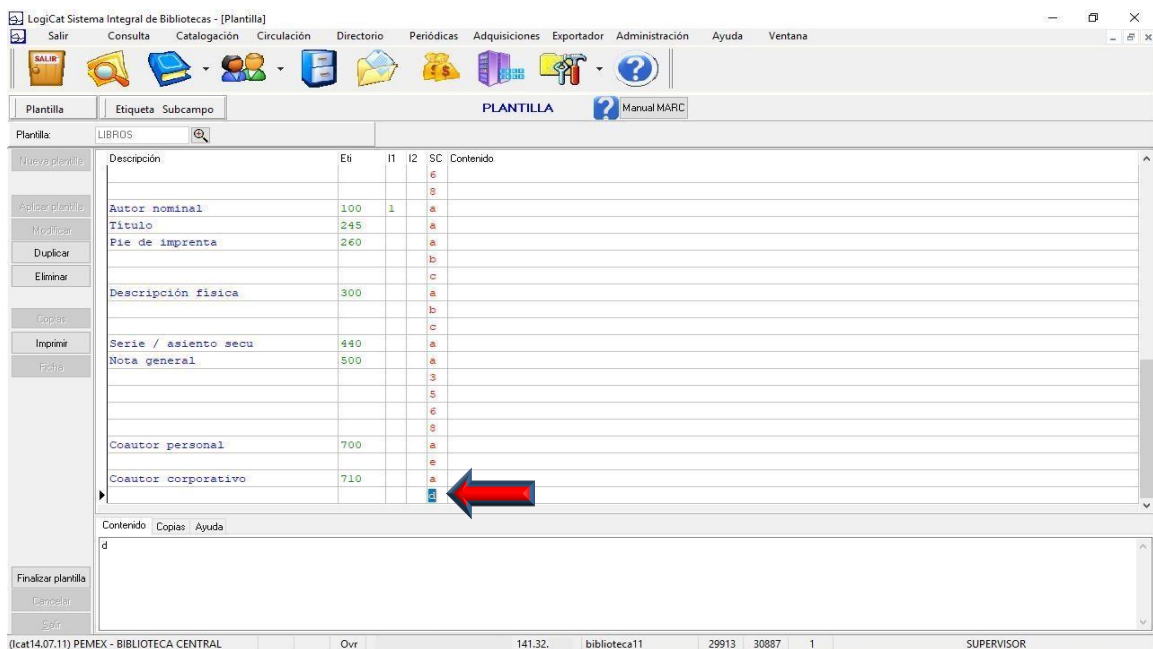 LogiCat Sistema Integral de Bibliotecas - [Plantilla]
Salir Consulta Catalogación Circulación Directorio Periódicas Adquisiciones Exportador Administración Ayuda Ventana
SALIR
Plantilla Etiqueta Subcampo PLANTILLA Manual MARC
Plantilla: LIBROS
Nueva plantilla
Aplicar plantilla
Modificar
Duplicar
Eliminar
Copias
Imprimir
Ficha
Descripción Eti I1 I2 SC Contenido
6
8
Autor nominal 100 1 a
Título 245 a
Pie de imprenta 260 a
b
c
Descripción física 300 a
b
c
Serie / asiento secu 440 a
Nota general 500 a
3
5
6
8
Coautor personal 700 a
e
Coautor corporativo 710 a
d
Contenido Copias Ayuda
d
Finalizar plantilla
Cancelar
Salir
(lcat14.07.11) PEMEX - BIBLIOTECA CENTRAL Ovr 141.32. biblioteca11 29913 30887 1 SUPERVISOR